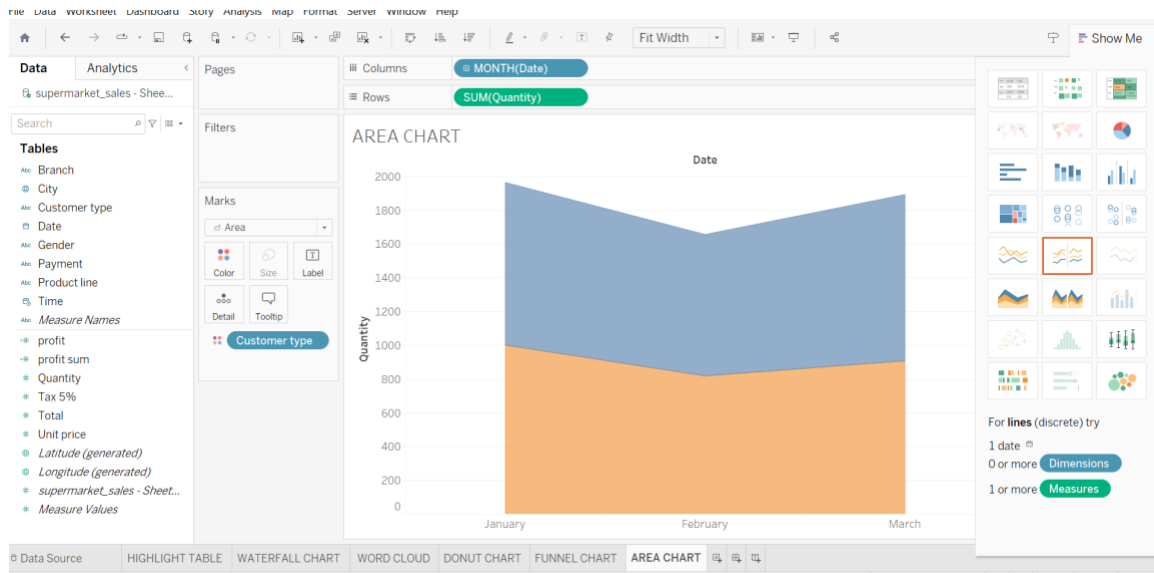 File Data Worksheet Dashboard Story Analysis Map Format Server Window Help
Fit Width
Show Me
Data Analytics
supermarket_sales - Shee...
Search
Tables
Branch
City
Customer type
Date
Gender
Payment
Product line
Time
Measure Names
profit
profit sum
Quantity
Tax 5%
Total
Unit price
Latitude (generated)
Longitude (generated)
supermarket_sales - Sheet...
Measure Values
Pages
Filters
Marks
Area
Color Size Label
Detail Tooltip
Customer type
Columns MONTH(Date)
Rows SUM(Quantity)
AREA CHART
Date
Quantity
2000
1800
1600
1400
1200
1000
800
600
400
200
0
January February March
For lines (discrete) try
1 date
0 or more Dimensions
1 or more Measures
Data Source HIGHLIGHT TABLE WATERFALL CHART WORD CLOUD DONUT CHART FUNNEL CHART AREA CHART